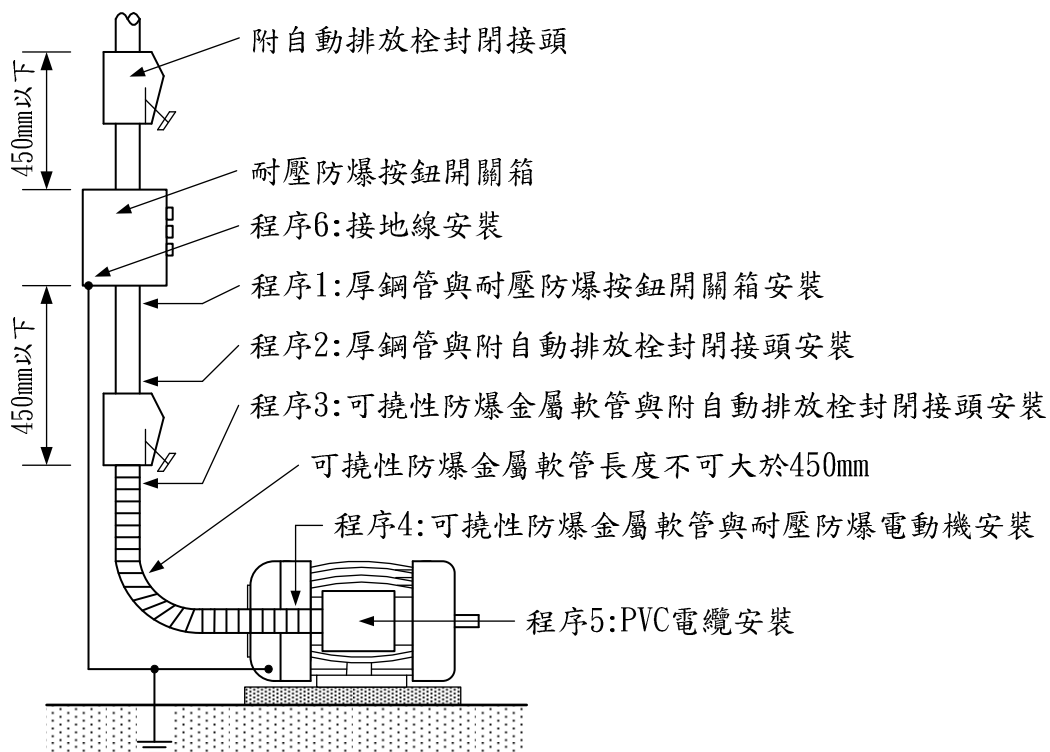 附自動排放栓封閉接頭
450mm以下
耐壓防爆按鈕開關箱
程序6:接地線安裝
程序1:厚鋼管與耐壓防爆按鈕開關箱安裝
程序2:厚鋼管與附自動排放栓封閉接頭安裝
450mm以下
程序3:可撓性防爆金屬軟管與附自動排放栓封閉接頭安裝
可撓性防爆金屬軟管長度不可大於450mm
程序4:可撓性防爆金屬軟管與耐壓防爆電動機安裝
程序5:PVC電纜安裝